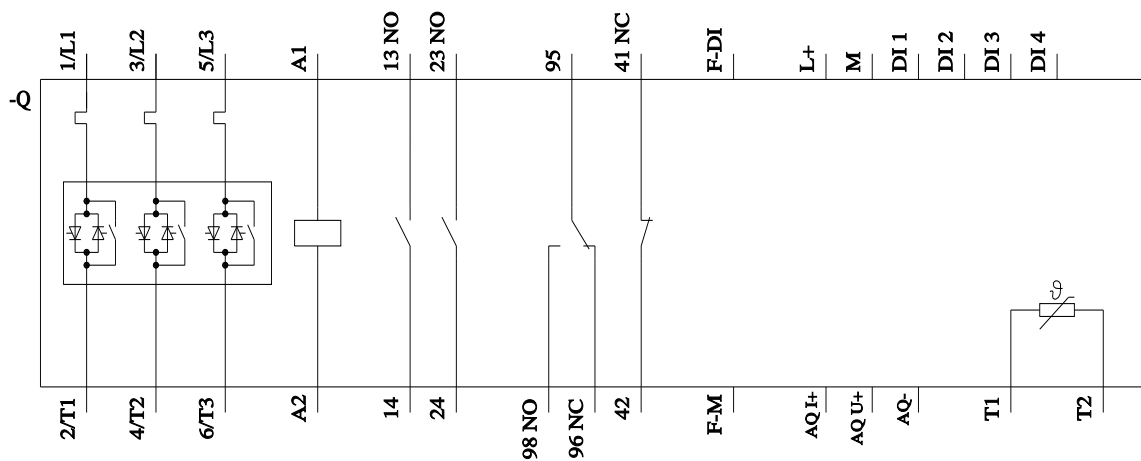 1/L1
3/L2
5/L3
A1
13 NO
23 NO
95
41 NC
F-DI
L+
M
DI 1
DI 2
DI 3
DI 4
-Q
ϑ
2/T1
4/T2
6/T3
A2
14
24
98 NO
96 NC
42
F-M
AQ I+
AQ U+
AQ-
T1
T2